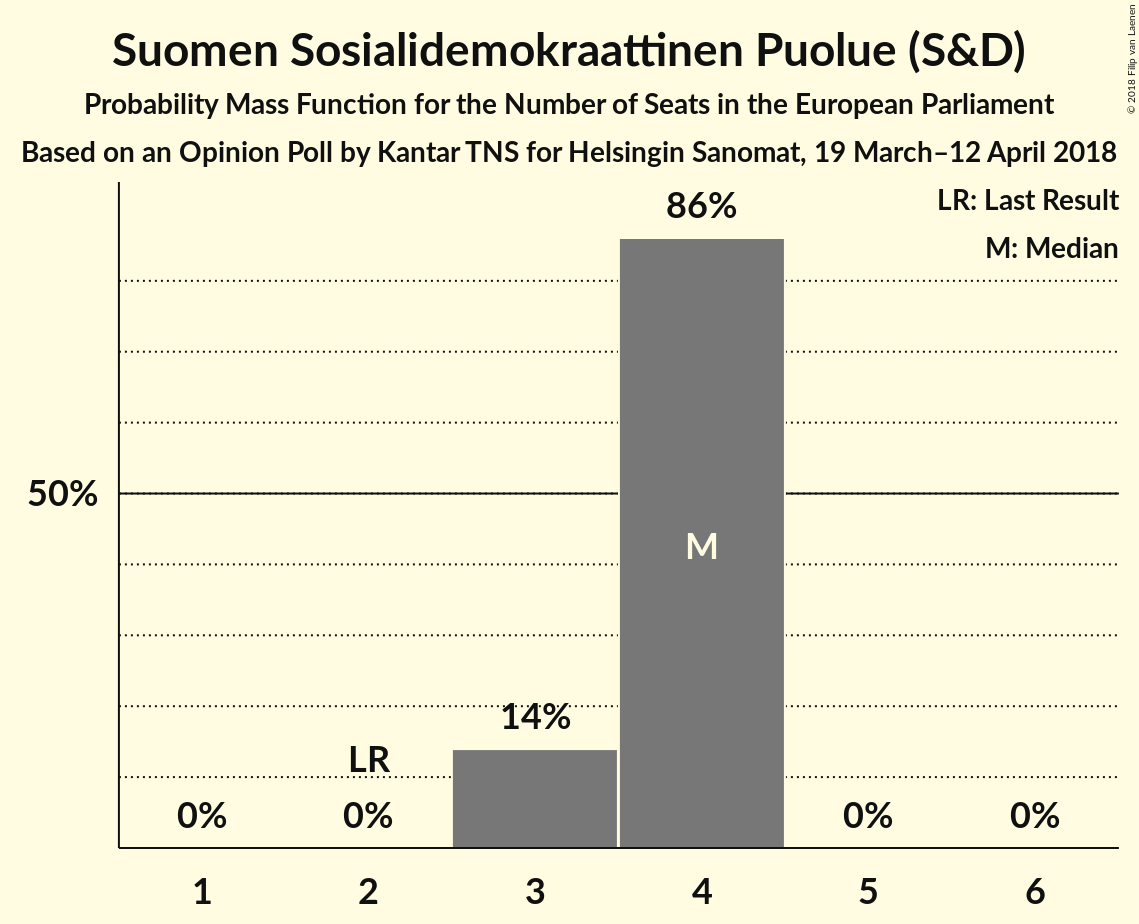 Suomen Sosialidemokraattinen Puolue (S&D)
Probability Mass Function for the Number of Seats in the European Parliament
Based on an Opinion Poll by Kantar TNS for Helsingin Sanomat, 19 March–12 April 2018
© 2018 Filip van Laenen
LR: Last Result
M: Median
86%
50%
M
14%
LR
0% 0% 0% 0%
1 2 3 4 5 6